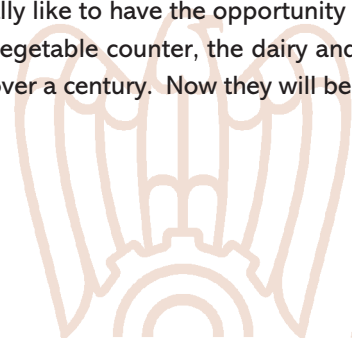 lly like to have the opportunity
egetable counter, the dairy and
over a century. Now they will be